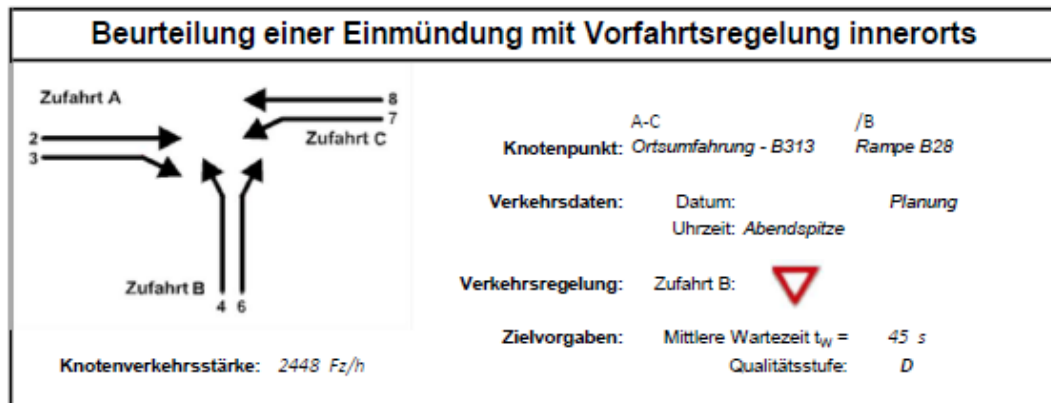 Beurteilung einer Einmündung mit Vorfahrtsregelung innerorts
Zufahrt A
8
7
2
Zufahrt C
3
Zufahrt B
4 6
Knotenverkehrsstärke: 2448 Fz/h
A-C /B
Knotenpunkt: Ortsumfahrung - B313 Rampe B28
Verkehrsdaten: Datum: Planung
Uhrzeit: Abendspitze
Verkehrsregelung: Zufahrt B:
Zielvorgaben: Mittlere Wartezeit tw = 45 s
Qualitätsstufe: D